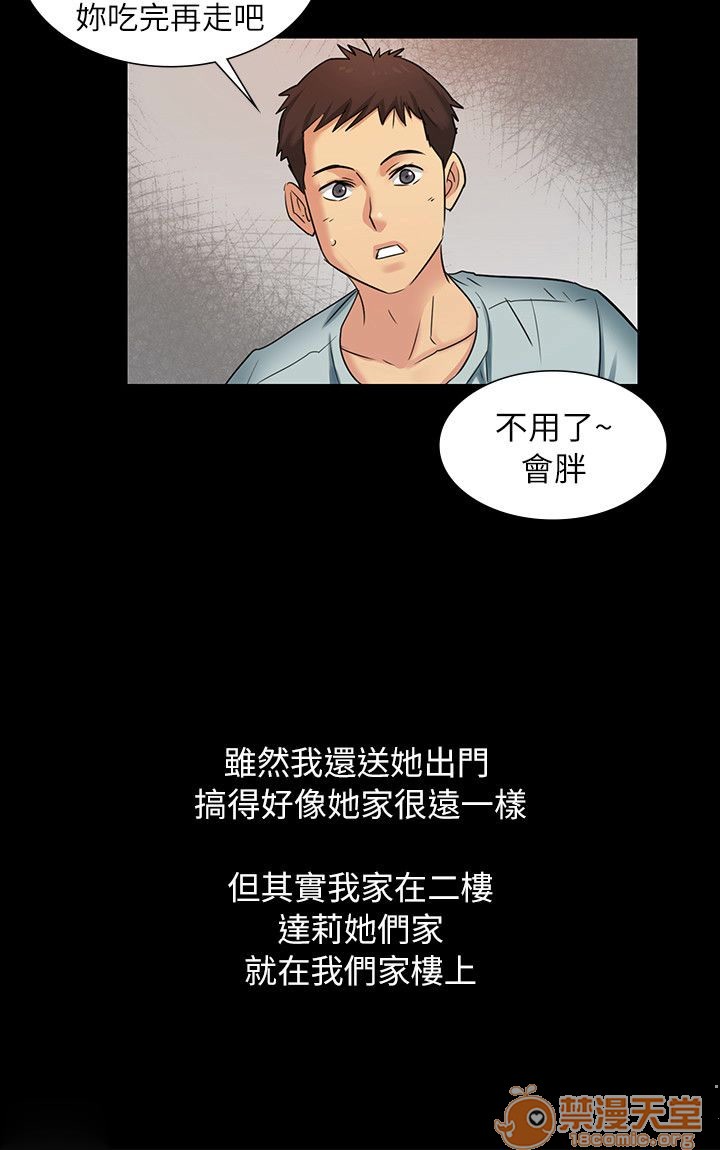 妳吃完再走吧
不用了~
會胖
雖然我還送她出門
搞得好像她家很遠一樣
但其實我家在二樓
達莉她們家
就在我們家樓上
禁漫天堂
18comic.org